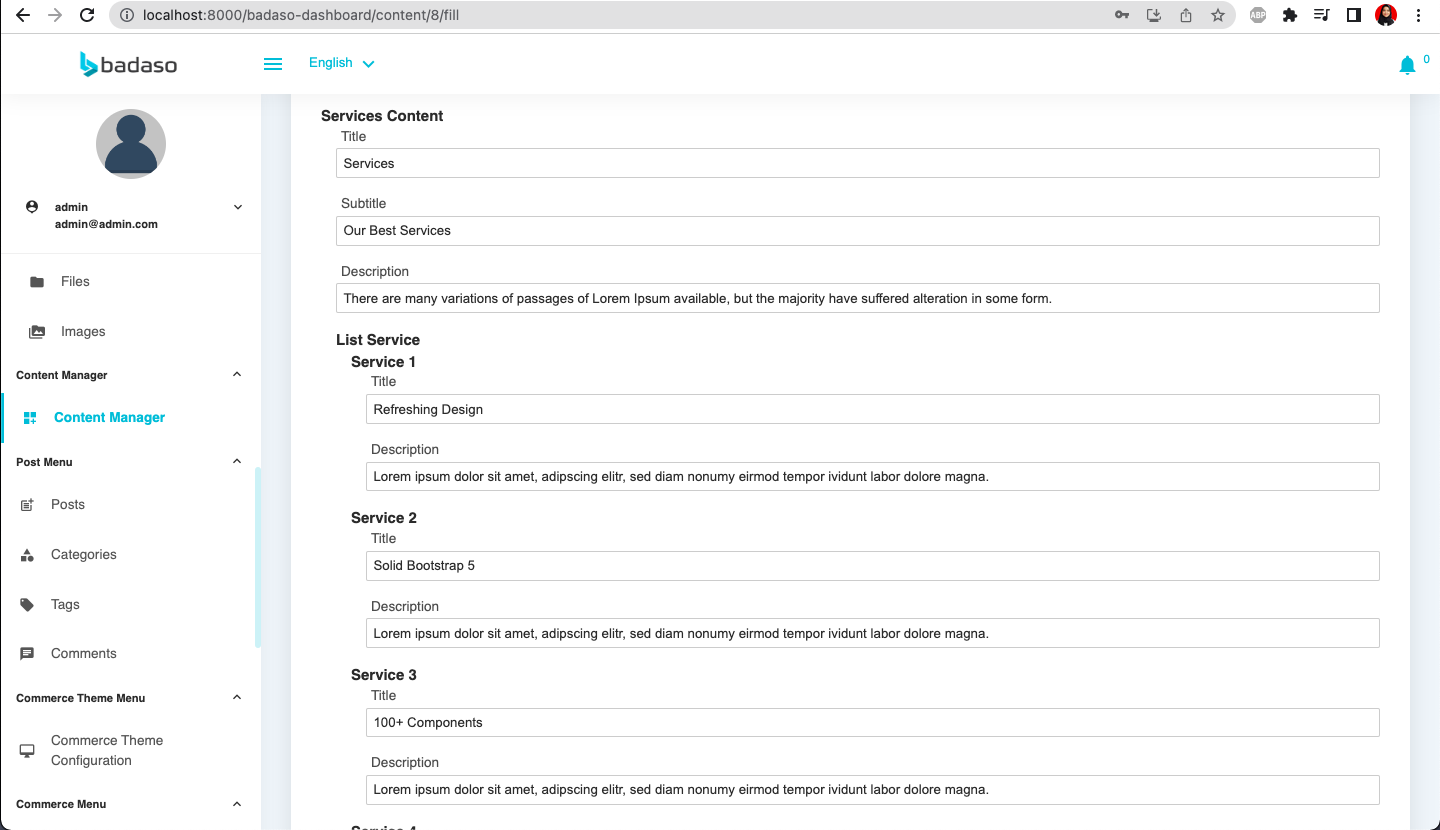 localhost:8000/badaso-dashboard/content/8/fill
ABP
badaso
English
0
admin
admin@admin.com
Files
Images
Content Manager
Content Manager
Post Menu
Posts
Categories
Tags
Comments
Commerce Theme Menu
Commerce Theme
Configuration
Commerce Menu
Services Content
Title
Services
Subtitle
Our Best Services
Description
There are many variations of passages of Lorem Ipsum available, but the majority have suffered alteration in some form.
List Service
Service 1
Title
Refreshing Design
Description
Lorem ipsum dolor sit amet, adipscing elitr, sed diam nonumy eirmod tempor ividunt labor dolore magna.
Service 2
Title
Solid Bootstrap 5
Description
Lorem ipsum dolor sit amet, adipscing elitr, sed diam nonumy eirmod tempor ividunt labor dolore magna.
Service 3
Title
100+ Components
Description
Lorem ipsum dolor sit amet, adipscing elitr, sed diam nonumy eirmod tempor ividunt labor dolore magna.
Service 4